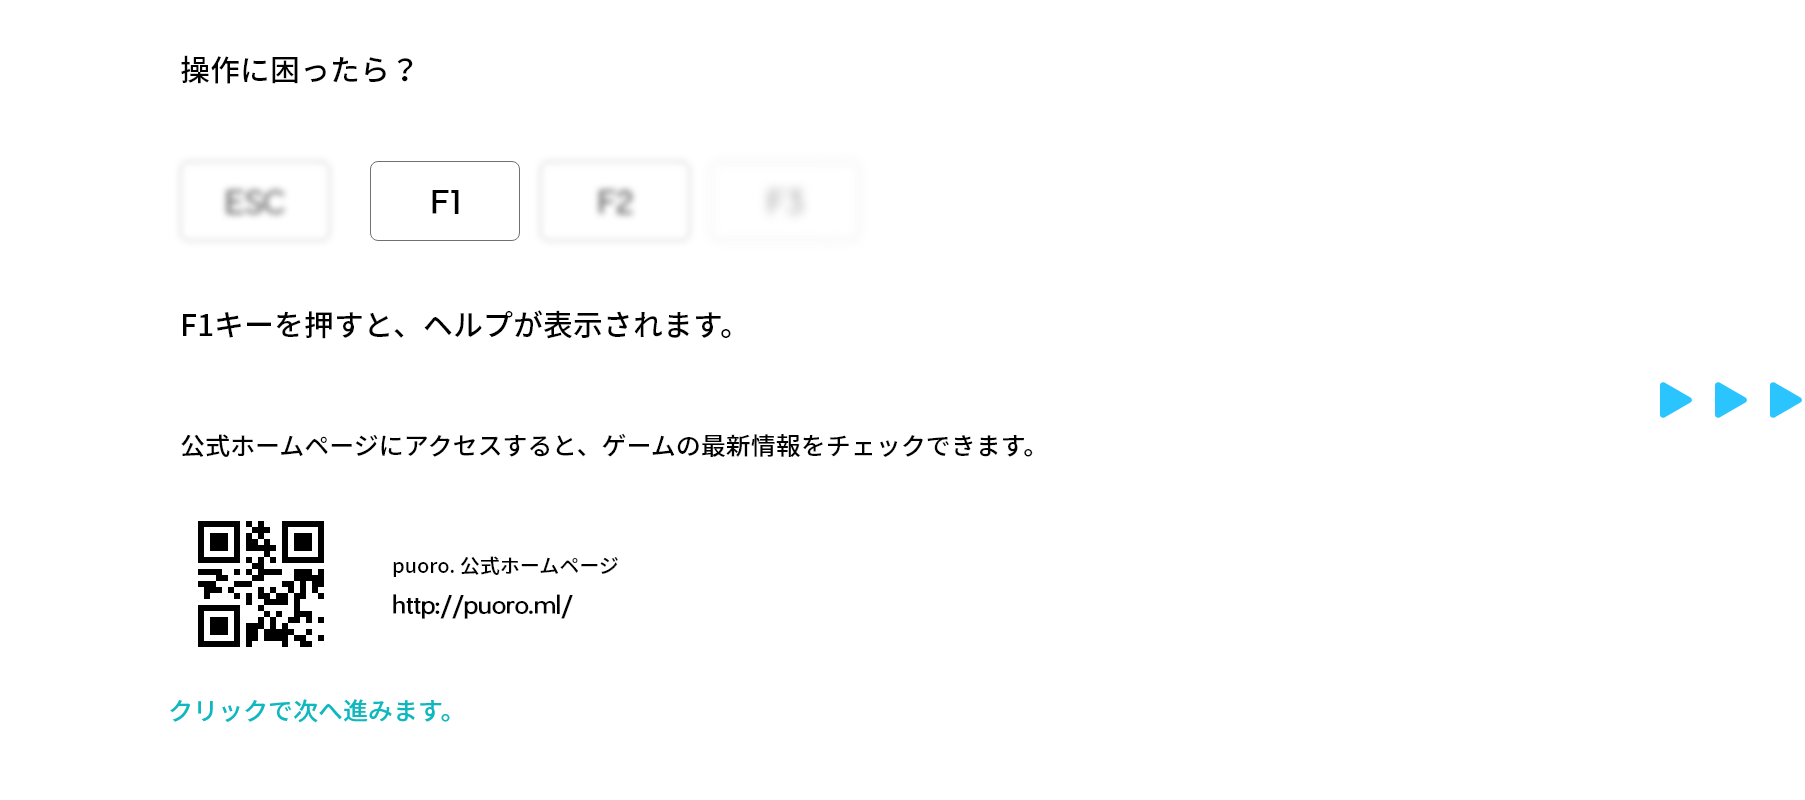 操作に困ったら？
ESC F1 F2 F3
F1キーを押すと、ヘルプが表示されます。
公式ホームページにアクセスすると、ゲームの最新情報をチェックできます。
puoro. 公式ホームページ
http://puoro.ml/
クリックで次へ進みます。